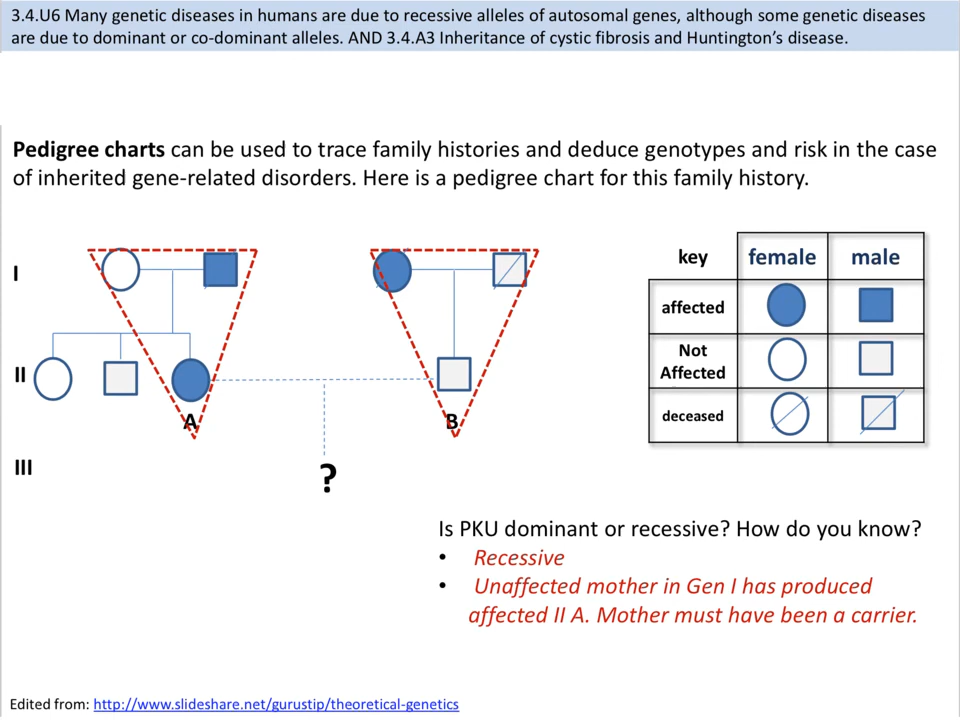 3.4.U6 Many genetic diseases in humans are due to recessive alleles of autosomal genes, although some genetic diseases
are due to dominant or co-dominant alleles. AND 3.4.A3 Inheritance of cystic fibrosis and Huntington's disease.
Pedigree charts can be used to trace family histories and deduce genotypes and risk in the case
of inherited gene-related disorders. Here is a pedigree chart for this family history.
I
II
A
B
III
?
key female male
affected
Not
Affected
deceased
Is PKU dominant or recessive? How do you know?
• Recessive
• Unaffected mother in Gen I has produced
affected II A. Mother must have been a carrier.
Edited from: http://www.slideshare.net/gurustip/theoretical-genetics